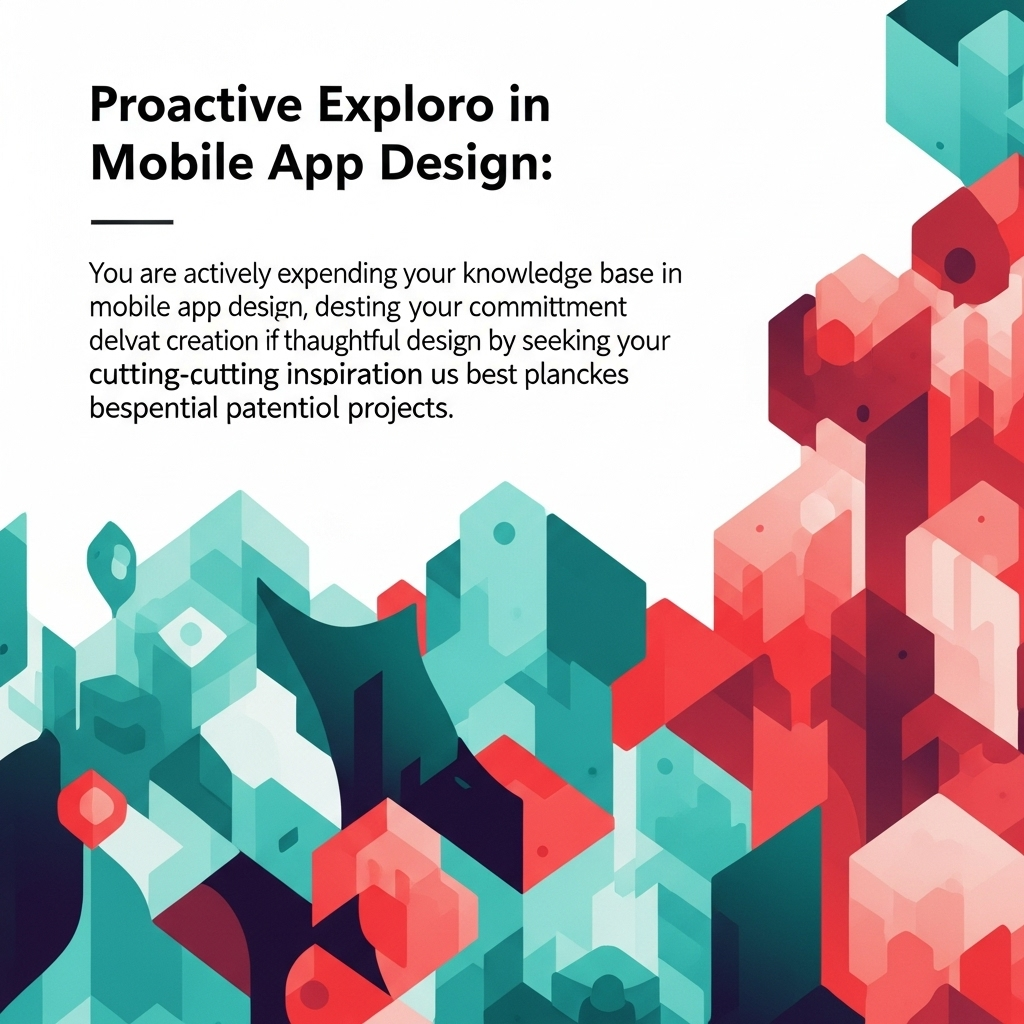 Proactive Exploro in
Mobile App Design:
You are actively expending your knowledge base in
mobile app design, desting your committment
delvat creation if thaughtful design by seeking your
cutting-cutting inspiration us best planckes
bespential patentiol projects.